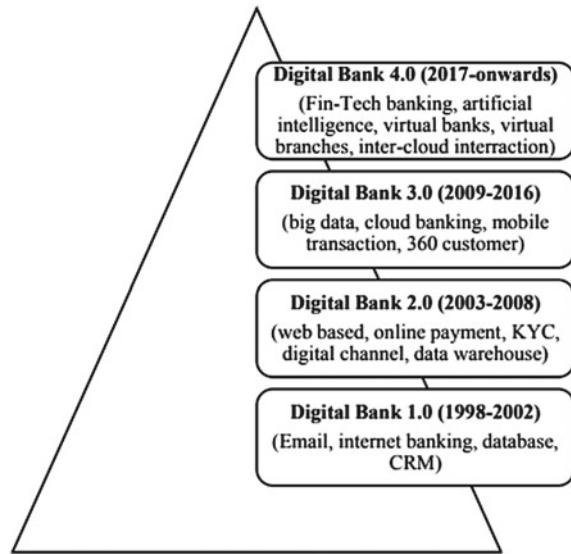 Digital Bank 4.0 (2017-onwards)
(Fin-Tech banking, artificial
intelligence, virtual banks, virtual
branches, inter-cloud interraction)
Digital Bank 3.0 (2009-2016)
(big data, cloud banking, mobile
transaction, 360 customer)
Digital Bank 2.0 (2003-2008)
(web based, online payment, KYC,
digital channel, data warehouse)
Digital Bank 1.0 (1998-2002)
(Email, internet banking, database,
CRM)